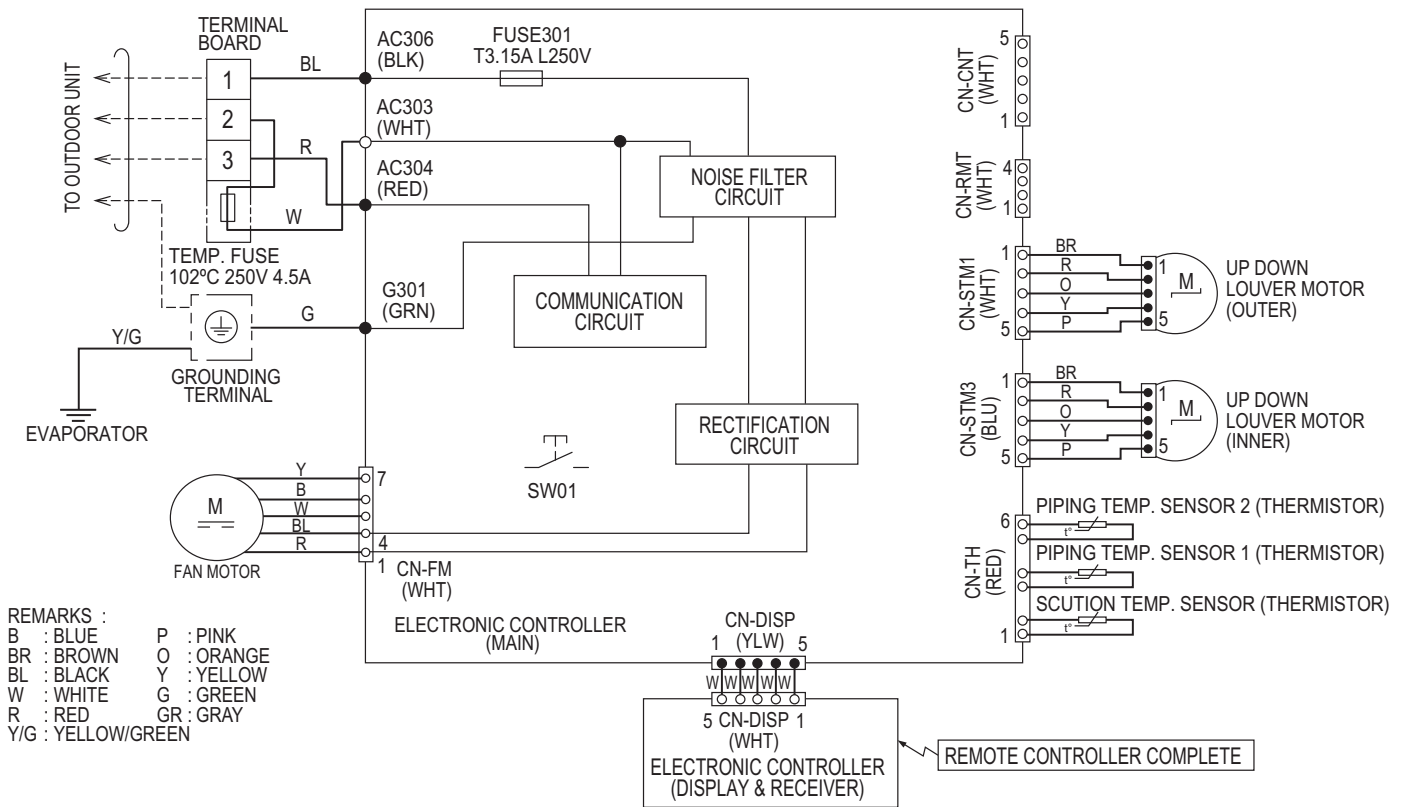 TERMINAL
BOARD
TO OUTDOOR UNIT
1
2
3
BL
R
W
TEMP. FUSE
102ºC 250V 4.5A
AC306
(BLK)
FUSE301
T3.15A L250V
AC303
(WHT)
AC304
(RED)
G301
(GRN)
G
Y/G
GROUNDING
TERMINAL
EVAPORATOR
NOISE FILTER
CIRCUIT
COMMUNICATION
CIRCUIT
RECTIFICATION
CIRCUIT
SW01
M
FAN MOTOR
Y
B
W
BL
R
7
4
1
CN-FM
(WHT)
ELECTRONIC CONTROLLER
(MAIN)
5
CN-CNT
(WHT)
1
4
CN-RMT
(WHT)
1
1
CN-STM1
(WHT)
5
BR
R
O
Y
P
1
5
M
UP DOWN
LOUVER MOTOR
(OUTER)
1
CN-STM3
(BLU)
5
BR
R
O
Y
P
1
5
M
UP DOWN
LOUVER MOTOR
(INNER)
6
CN-TH
(RED)
1
PIPING TEMP. SENSOR 2 (THERMISTOR)
t°
PIPING TEMP. SENSOR 1 (THERMISTOR)
t°
SCUTION TEMP. SENSOR (THERMISTOR)
t°
CN-DISP
1 (YLW) 5
W W W W W
5 CN-DISP 1
(WHT)
ELECTRONIC CONTROLLER
(DISPLAY & RECEIVER)
REMOTE CONTROLLER COMPLETE
REMARKS :
B : BLUE P : PINK
BR : BROWN O : ORANGE
BL : BLACK Y : YELLOW
W : WHITE G : GREEN
R : RED GR : GRAY
Y/G : YELLOW/GREEN